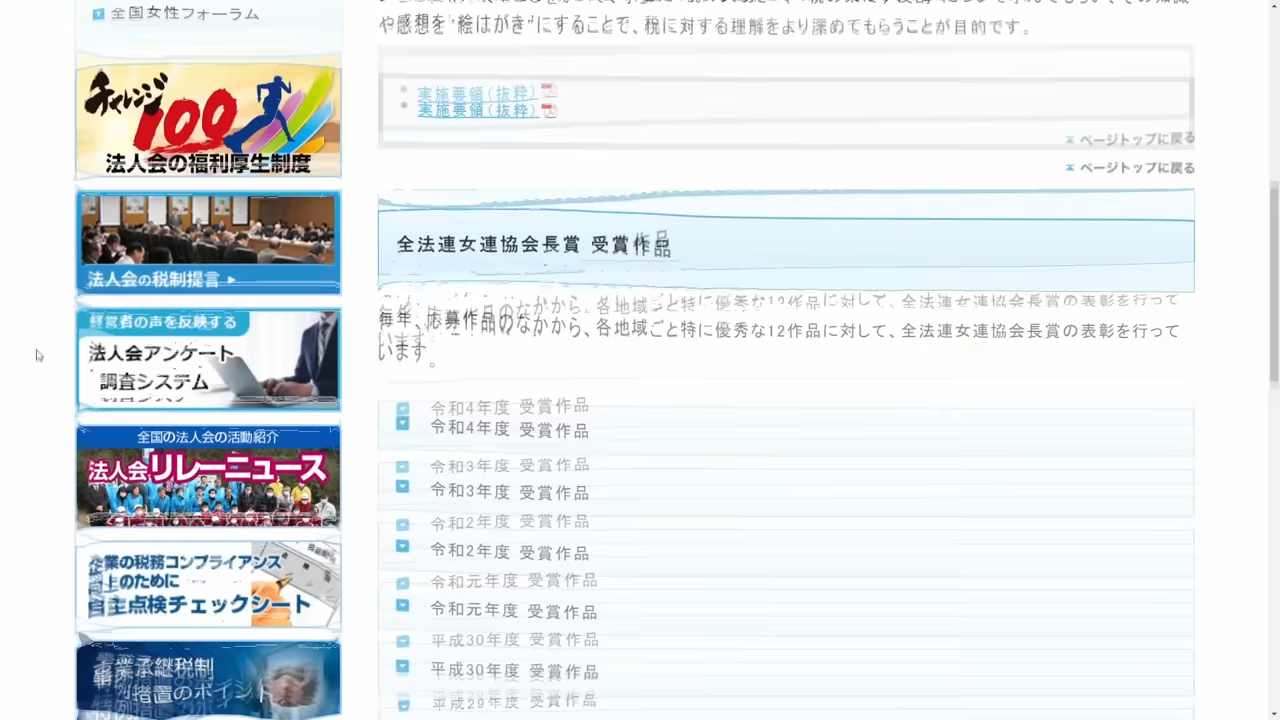 全国女性フォーラム
チャレンジ100
法人会の福利厚生制度
法人会の税制提言
経営者の声を反映する
法人会アンケート
調査システム
全国の法人会の活動紹介
法人会リレーニュース
企業の税務コンプライアンス
向上のために
自主点検チェックシート
事業承継税制
特例措置のポイント
や感想を"絵はがき"にすることで、税に対する理解をより深めてもらうことが目的です。
実施要領(抜粋)
実施要領(抜粋)
ページトップに戻る
ページトップに戻る
全法連女連協会長賞 受賞作品
毎年、応募作品のなかから、各地域ごと特に優秀な12作品に対して、全法連女連協会長賞の表彰を行って
います。
令和4年度 受賞作品
令和4年度 受賞作品
令和3年度 受賞作品
令和3年度 受賞作品
令和2年度 受賞作品
令和2年度 受賞作品
令和元年度 受賞作品
令和元年度 受賞作品
平成30年度 受賞作品
平成30年度 受賞作品
平成29年度 受賞作品